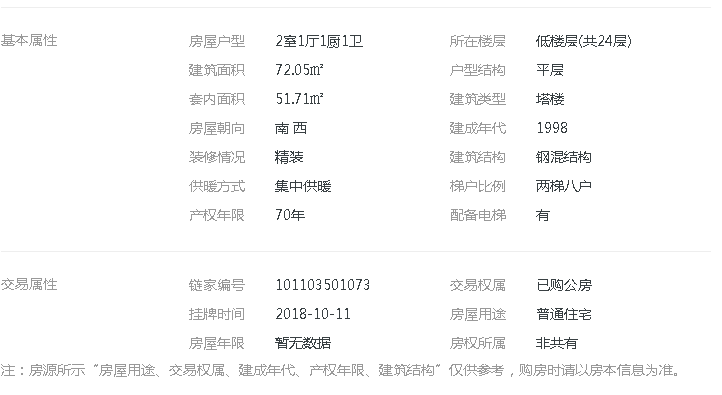 基本属性 房屋户型 2室1厅1厨1卫 所在楼层 低楼层(共24层)
建筑面积 72.05㎡ 户型结构 平层
套内面积 51.71㎡ 建筑类型 塔楼
房屋朝向 南 西 建成年代 1998
装修情况 精装 建筑结构 钢混结构
供暖方式 集中供暖 梯户比例 两梯八户
产权年限 70年 配备电梯 有
交易属性 链家编号 101103501073 交易权属 已购公房
挂牌时间 2018-10-11 房屋用途 普通住宅
房屋年限 暂无数据 房权所属 非共有
注：房源所示“房屋用途、交易权属、建成年代、产权年限、建筑结构”仅供参考，购房时请以房本信息为准。